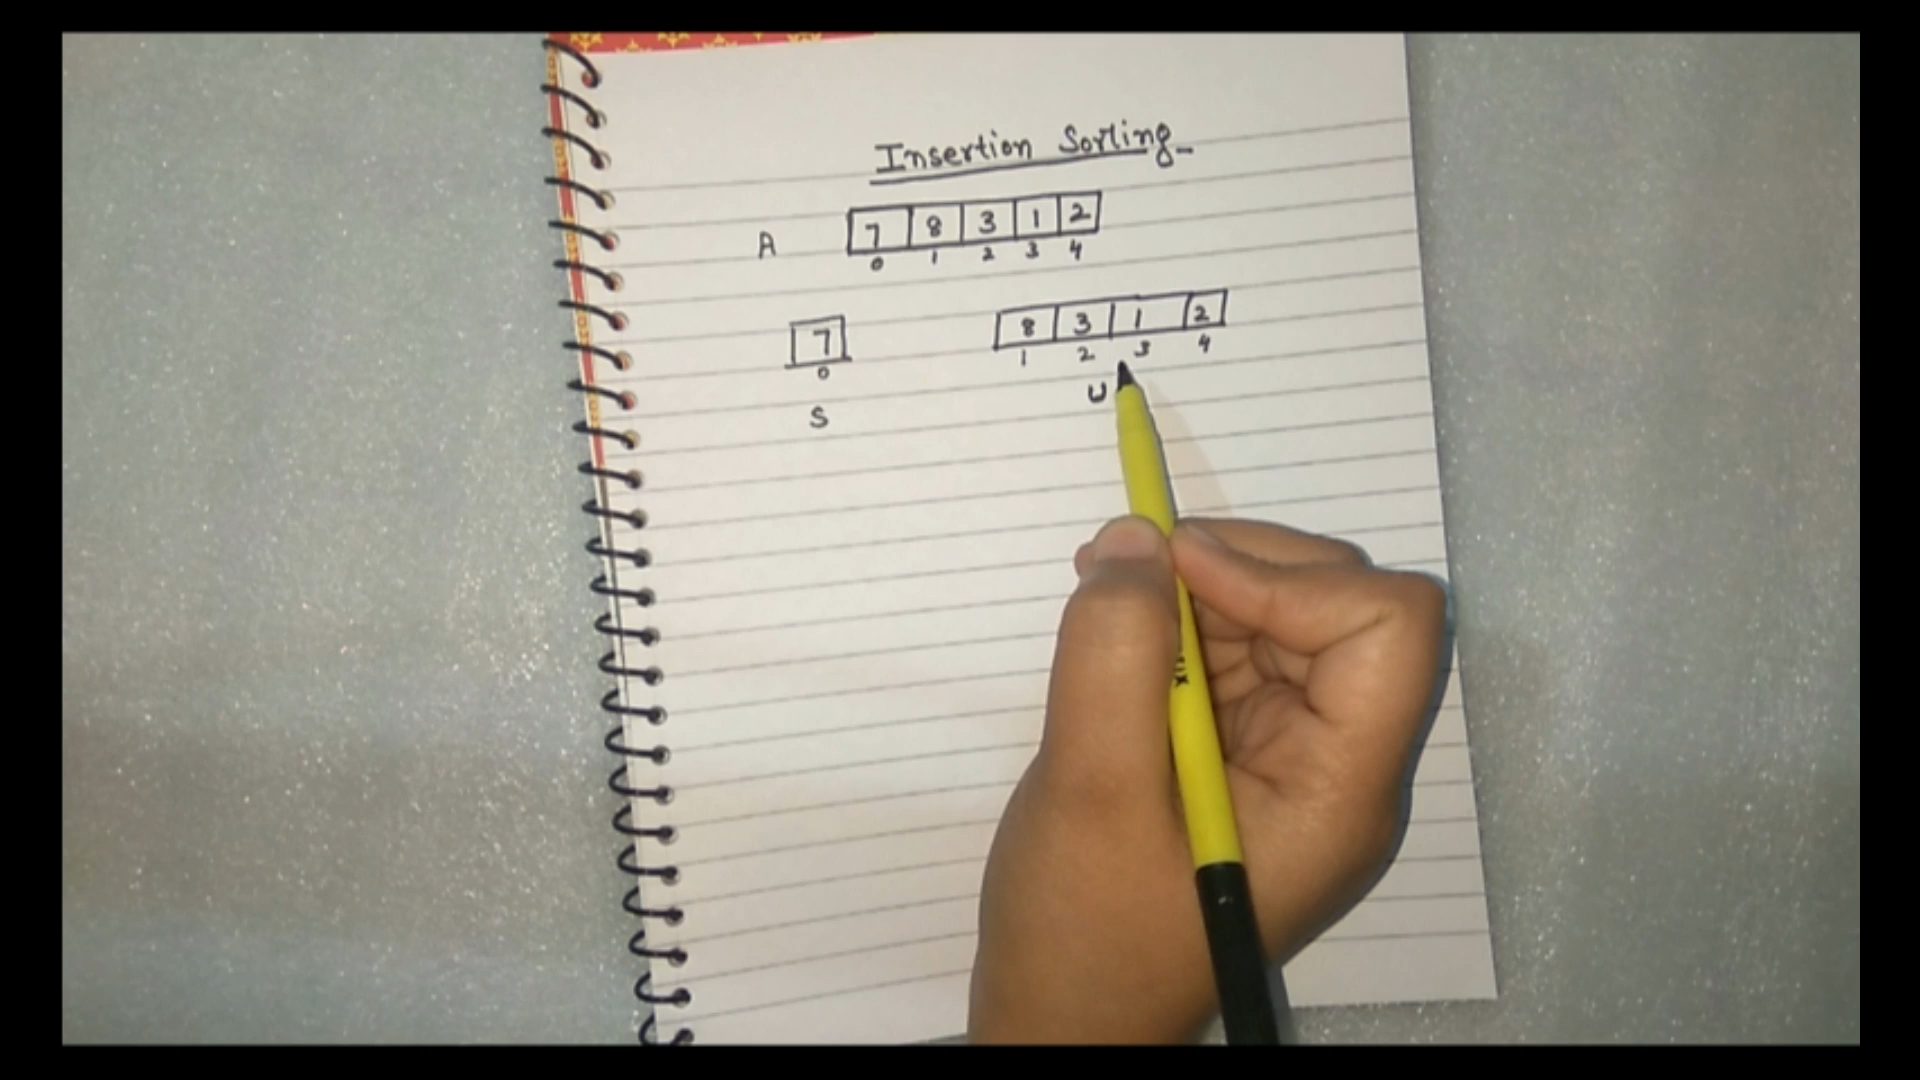 Insertion Sorting
A 7 8 3 1 2
0 1 2 3 4
7 8 3 1 2
0 1 2 3 4
S U